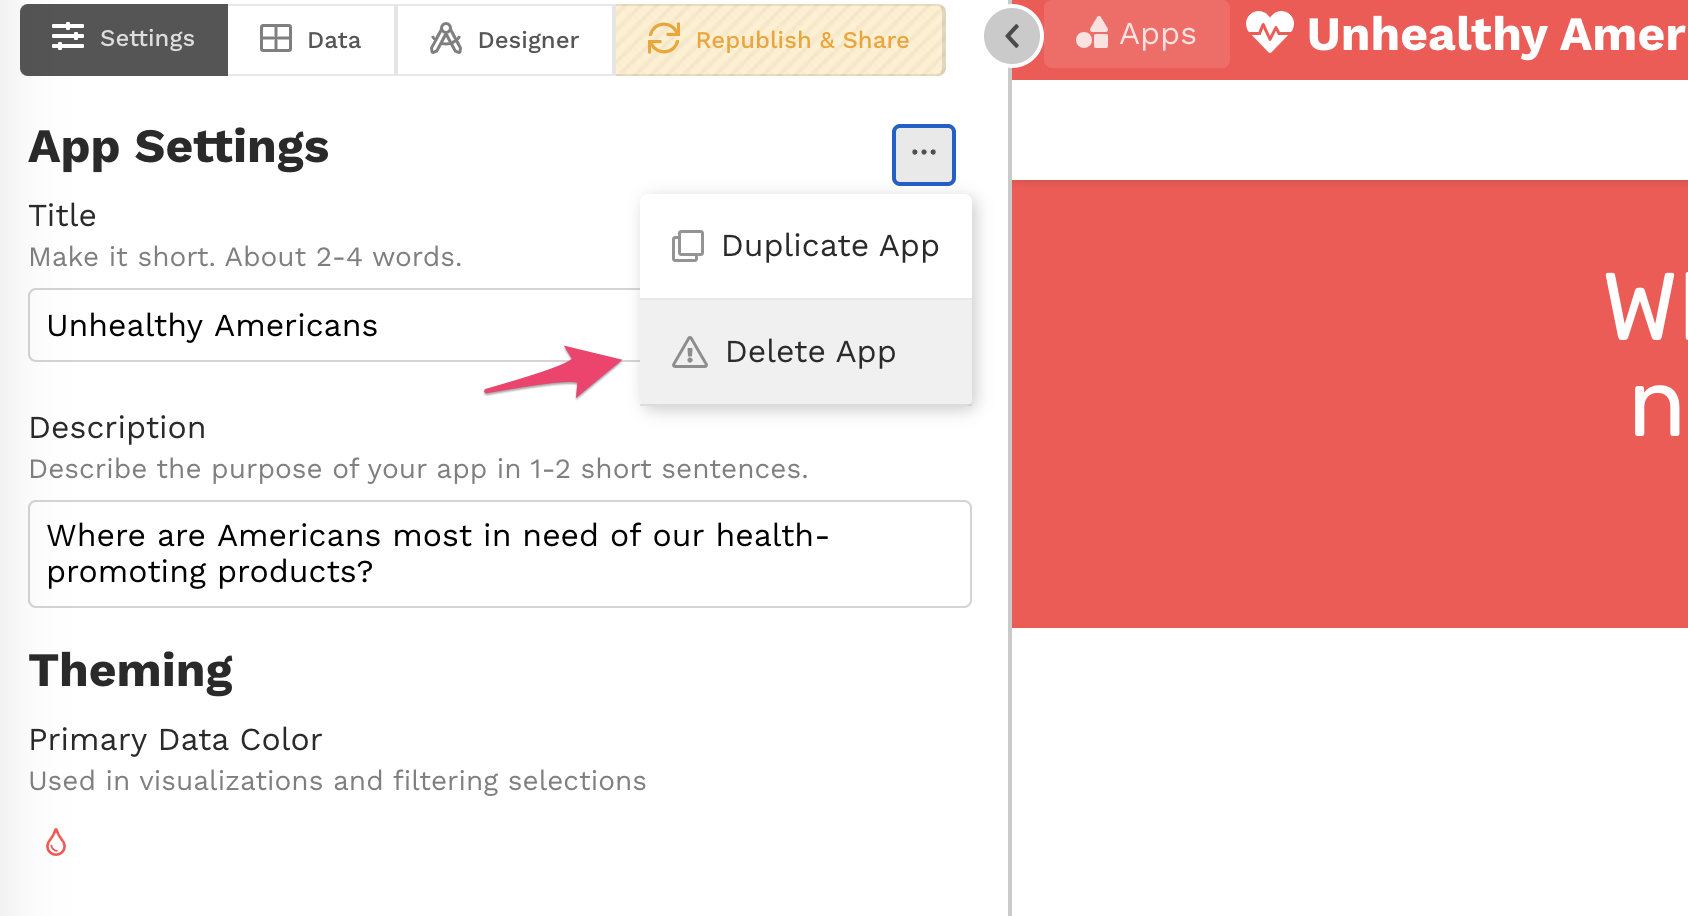 Settings
Data
Designer
Republish & Share
Apps
Unhealthy Amer
App Settings
Title
Make it short. About 2-4 words.
Unhealthy Americans
Duplicate App
Delete App
Description
Describe the purpose of your app in 1-2 short sentences.
Where are Americans most in need of our health-
promoting products?
Theming
Primary Data Color
Used in visualizations and filtering selections
n